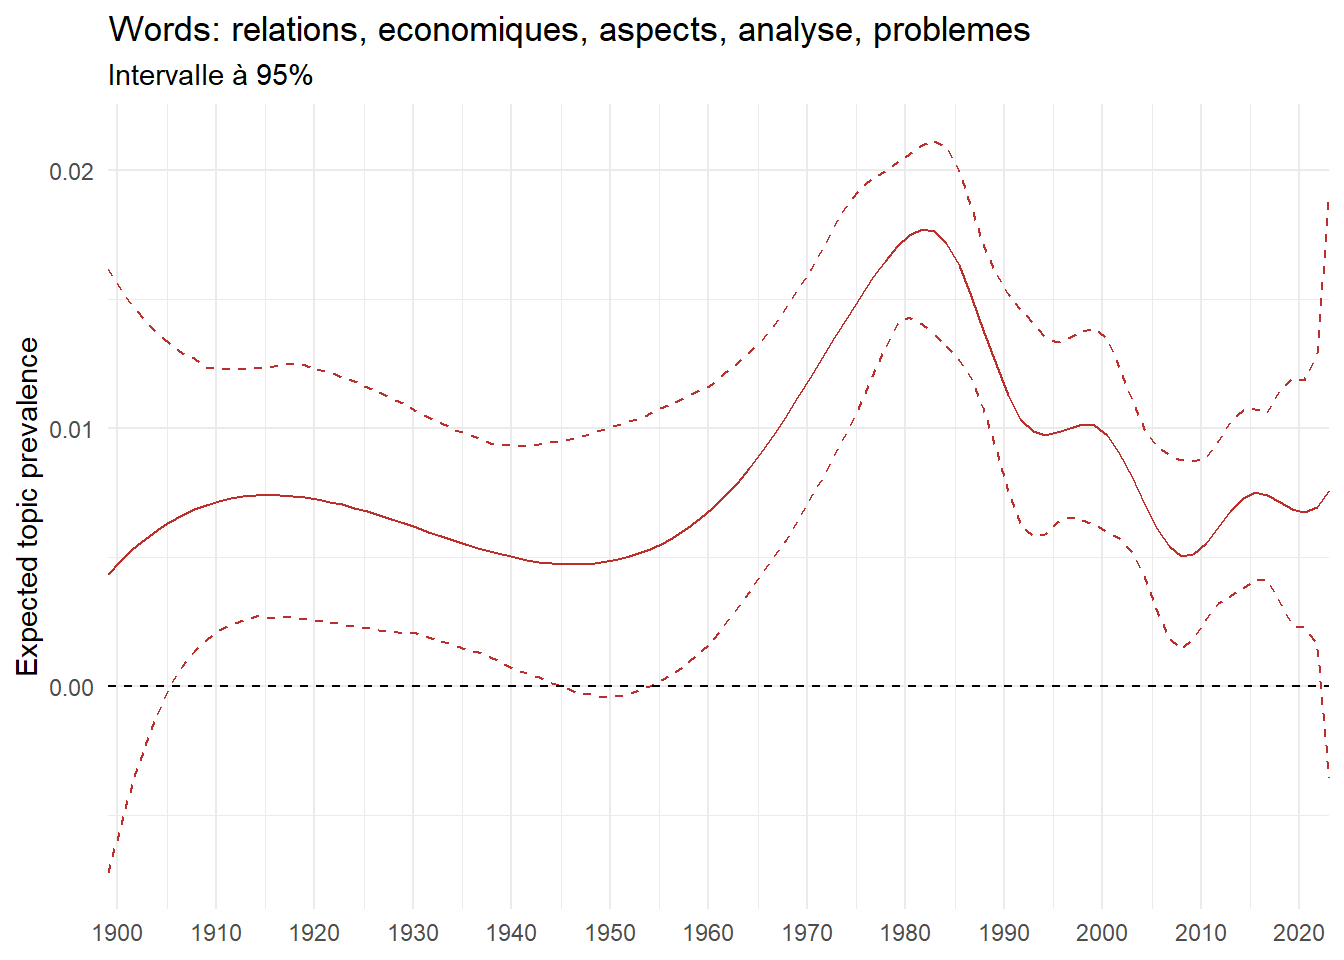 Words: relations, economiques, aspects, analyse, problemes
Intervalle à 95%
Expected topic prevalence
0.02
0.01
0.00
1900 1910 1920 1930 1940 1950 1960 1970 1980 1990 2000 2010 2020